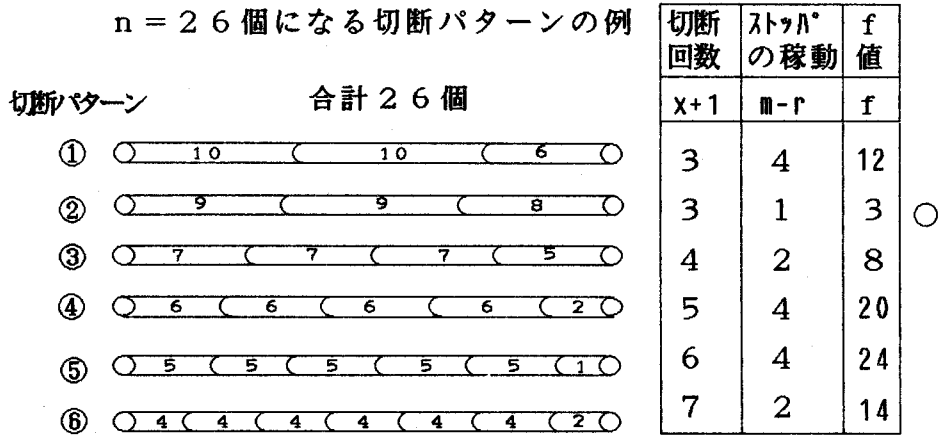 n=26個になる切断パターンの例
切断パターン 合計26個
切断回数 ストッパの稼動 f値
x+1 m-r f
① 10 10 6 3 4 12
② 9 9 8 3 1 3 ○
③ 7 7 7 5 4 2 8
④ 6 6 6 6 2 5 4 20
⑤ 5 5 5 5 5 1 6 4 24
⑥ 4 4 4 4 4 4 2 7 2 14